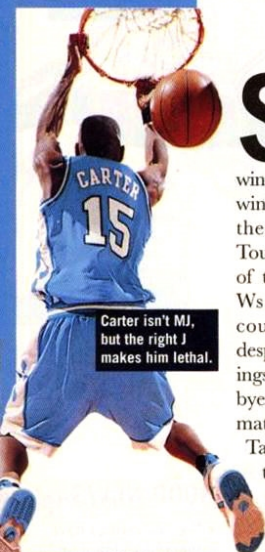 CARTER
15
Carter isn't MJ,
but the right J
makes him lethal.
S
win
win
the
Tou
of t
Ws
cou
desp
ings
bye
mat
Ta
t